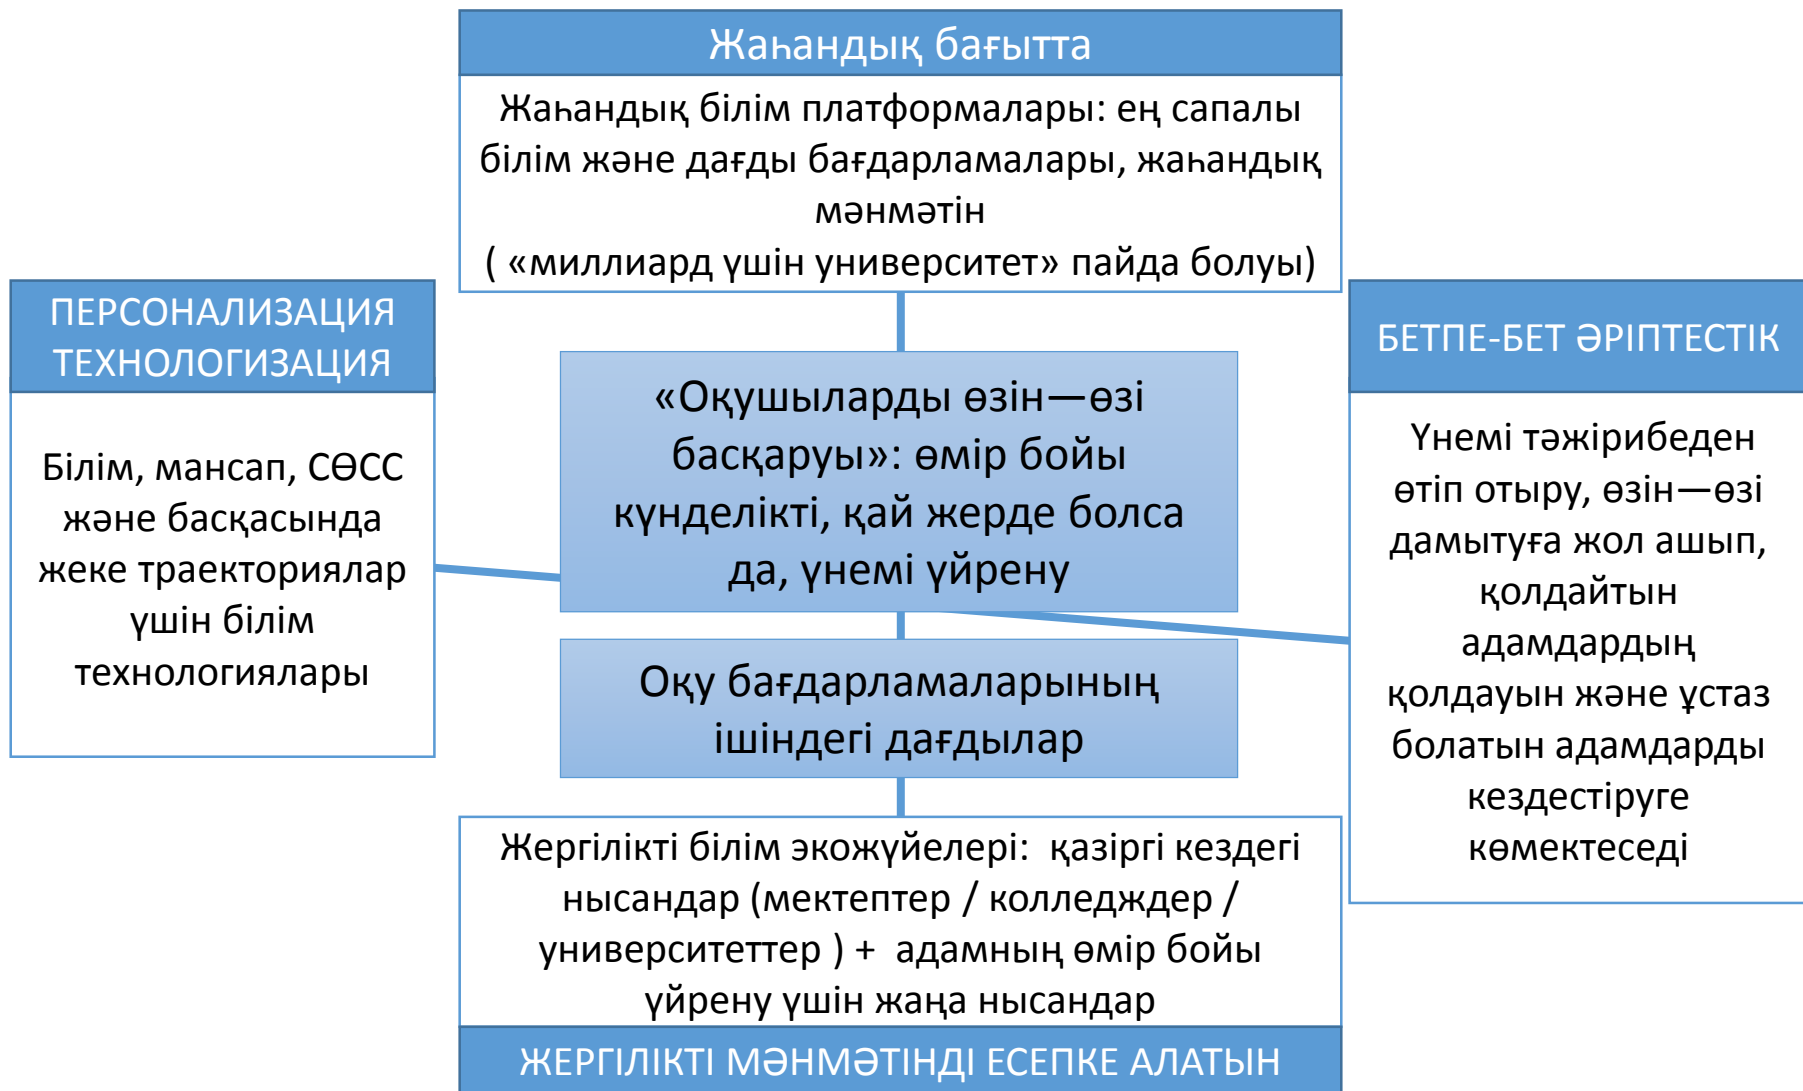 Жаһандық бағытта
Жаһандық білім платформалары: ең сапалы
білім және дағды бағдарламалары, жаһандық
мәнмәтін
( «миллиард үшін университет» пайда болуы)
ПЕРСОНАЛИЗАЦИЯ
ТЕХНОЛОГИЗАЦИЯ
Білім, мансап, СӨСС
және басқасында
жеке траекториялар
үшін білім
технологиялары
«Оқушыларды өзін—өзі
басқаруы»: өмір бойы
күнделікті, қай жерде болса
да, үнемі үйрену
Оқу бағдарламаларының
ішіндегі дағдылар
БЕТПЕ-БЕТ ӘРІПТЕСТІК
Үнемі тәжірибеден
өтіп отыру, өзін—өзі
дамытуға жол ашып,
қолдайтын
адамдардың
қолдауын және ұстаз
болатын адамдарды
кездестіруге
көмектеседі
Жергілікті білім экожүйелері:  қазіргі кездегі
нысандар (мектептер / колледждер /
университеттер ) +  адамның өмір бойы
үйрену үшін жаңа нысандар
ЖЕРГІЛІКТІ МӘНМӘТІНДІ ЕСЕПКЕ АЛАТЫН